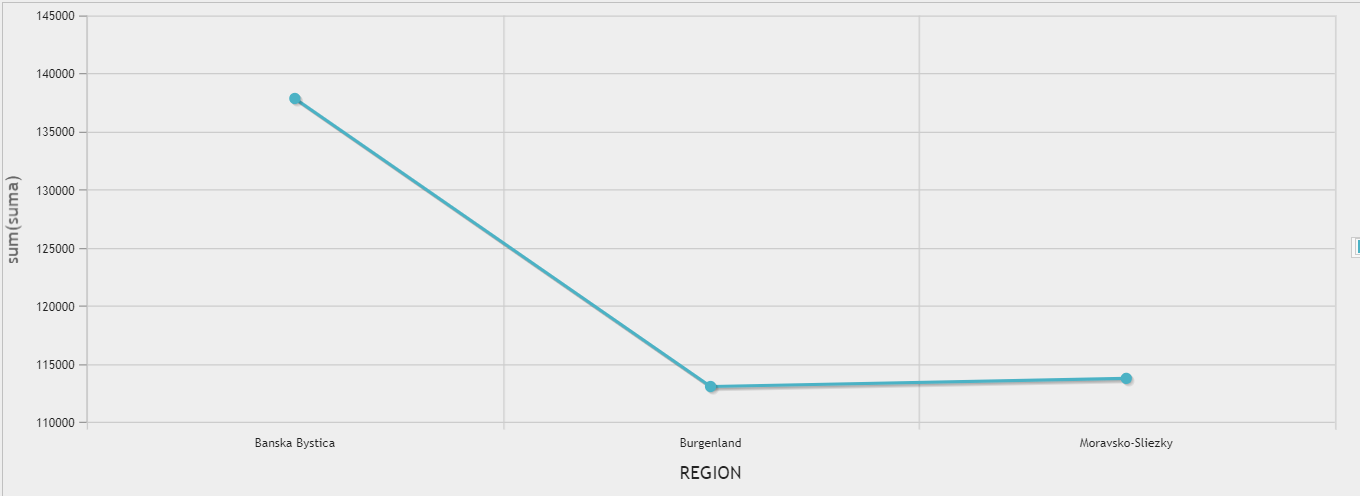 145000
140000
135000
130000
125000
120000
115000
110000
sum(suma)
Banska Bystica
Burgenland
Moravsko-Sliezky
REGION